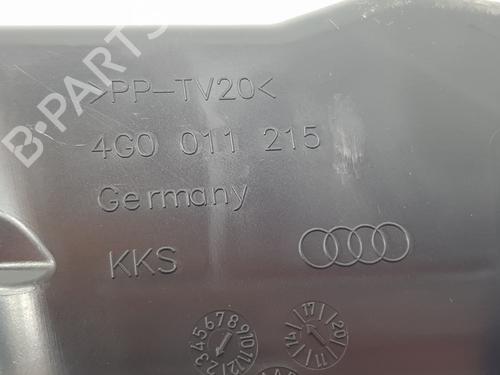 B-PARTS
>PP-TV20<
4G0 011 215
Germany
KKS